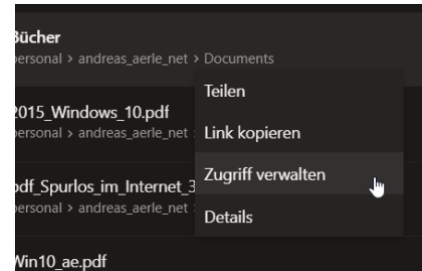 Bücher
personal > andreas_aerle_net > Documents
Teilen
2015_Windows_10.pdf
Link kopieren
personal > andreas_aerle_net
Zugriff verwalten
pdf_Spurlos_im_Internet_3
personal > andreas_aerle_net
Details
Win10_ae.pdf